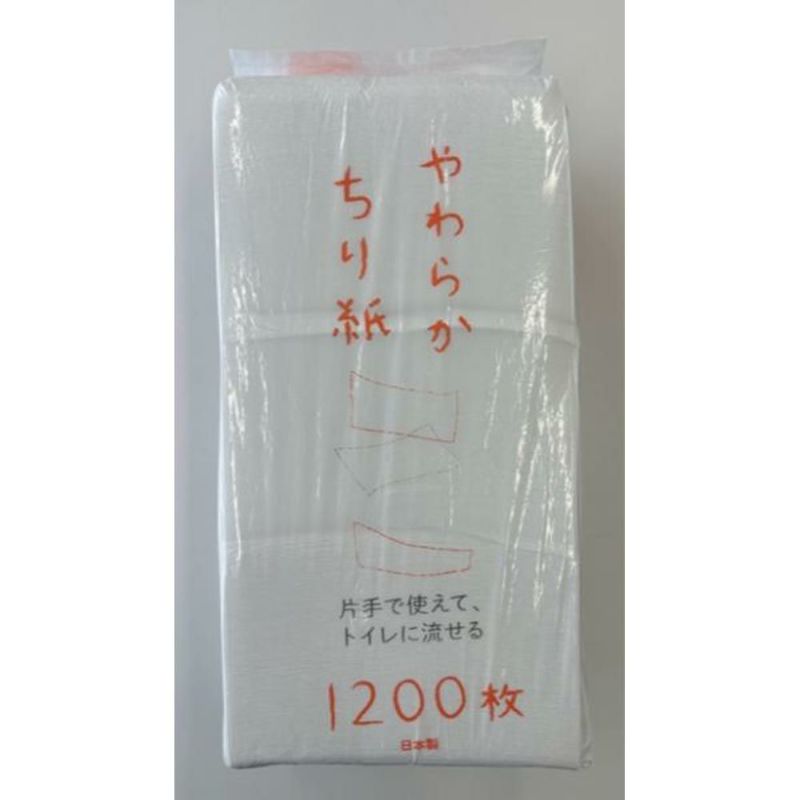 やわらか
ちり紙
片手で使えて、
トイレに流せる
1200枚
日本製